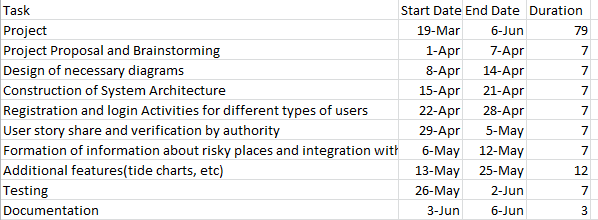 Task Start Date End Date Duration
Project 19-Mar 6-Jun 79
Project Proposal and Brainstorming 1-Apr 7-Apr 7
Design of necessary diagrams 8-Apr 14-Apr 7
Construction of System Architecture 15-Apr 21-Apr 7
Registration and login Activities for different types of users 22-Apr 28-Apr 7
User story share and verification by authority 29-Apr 5-May 7
Formation of information about risky places and integration with 6-May 12-May 7
Additional features(tide charts, etc) 13-May 25-May 12
Testing 26-May 2-Jun 7
Documentation 3-Jun 6-Jun 3